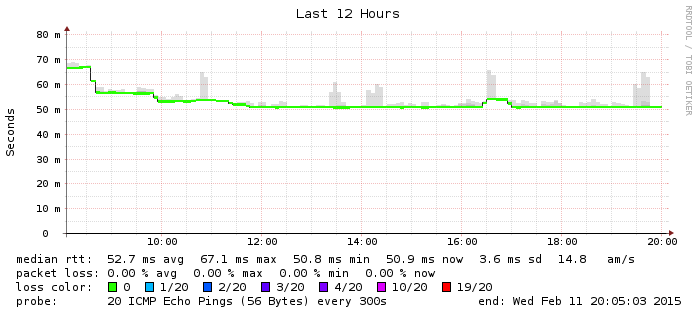 Last 12 Hours
RRDTOOL / TOBI OETIKER
Seconds
80 m
70 m
60 m
50 m
40 m
30 m
20 m
10 m
0
10:00 12:00 14:00 16:00 18:00 20:00
median rtt: 52.7 ms avg 67.1 ms max 50.8 ms min 50.9 ms now 3.6 ms sd 14.8 am/s
packet loss: 0.00 % avg 0.00 % max 0.00 % min 0.00 % now
loss color: 0 1/20 2/20 3/20 4/20 10/20 19/20
probe: 20 ICMP Echo Pings (56 Bytes) every 300s end: Wed Feb 11 20:05:03 2015